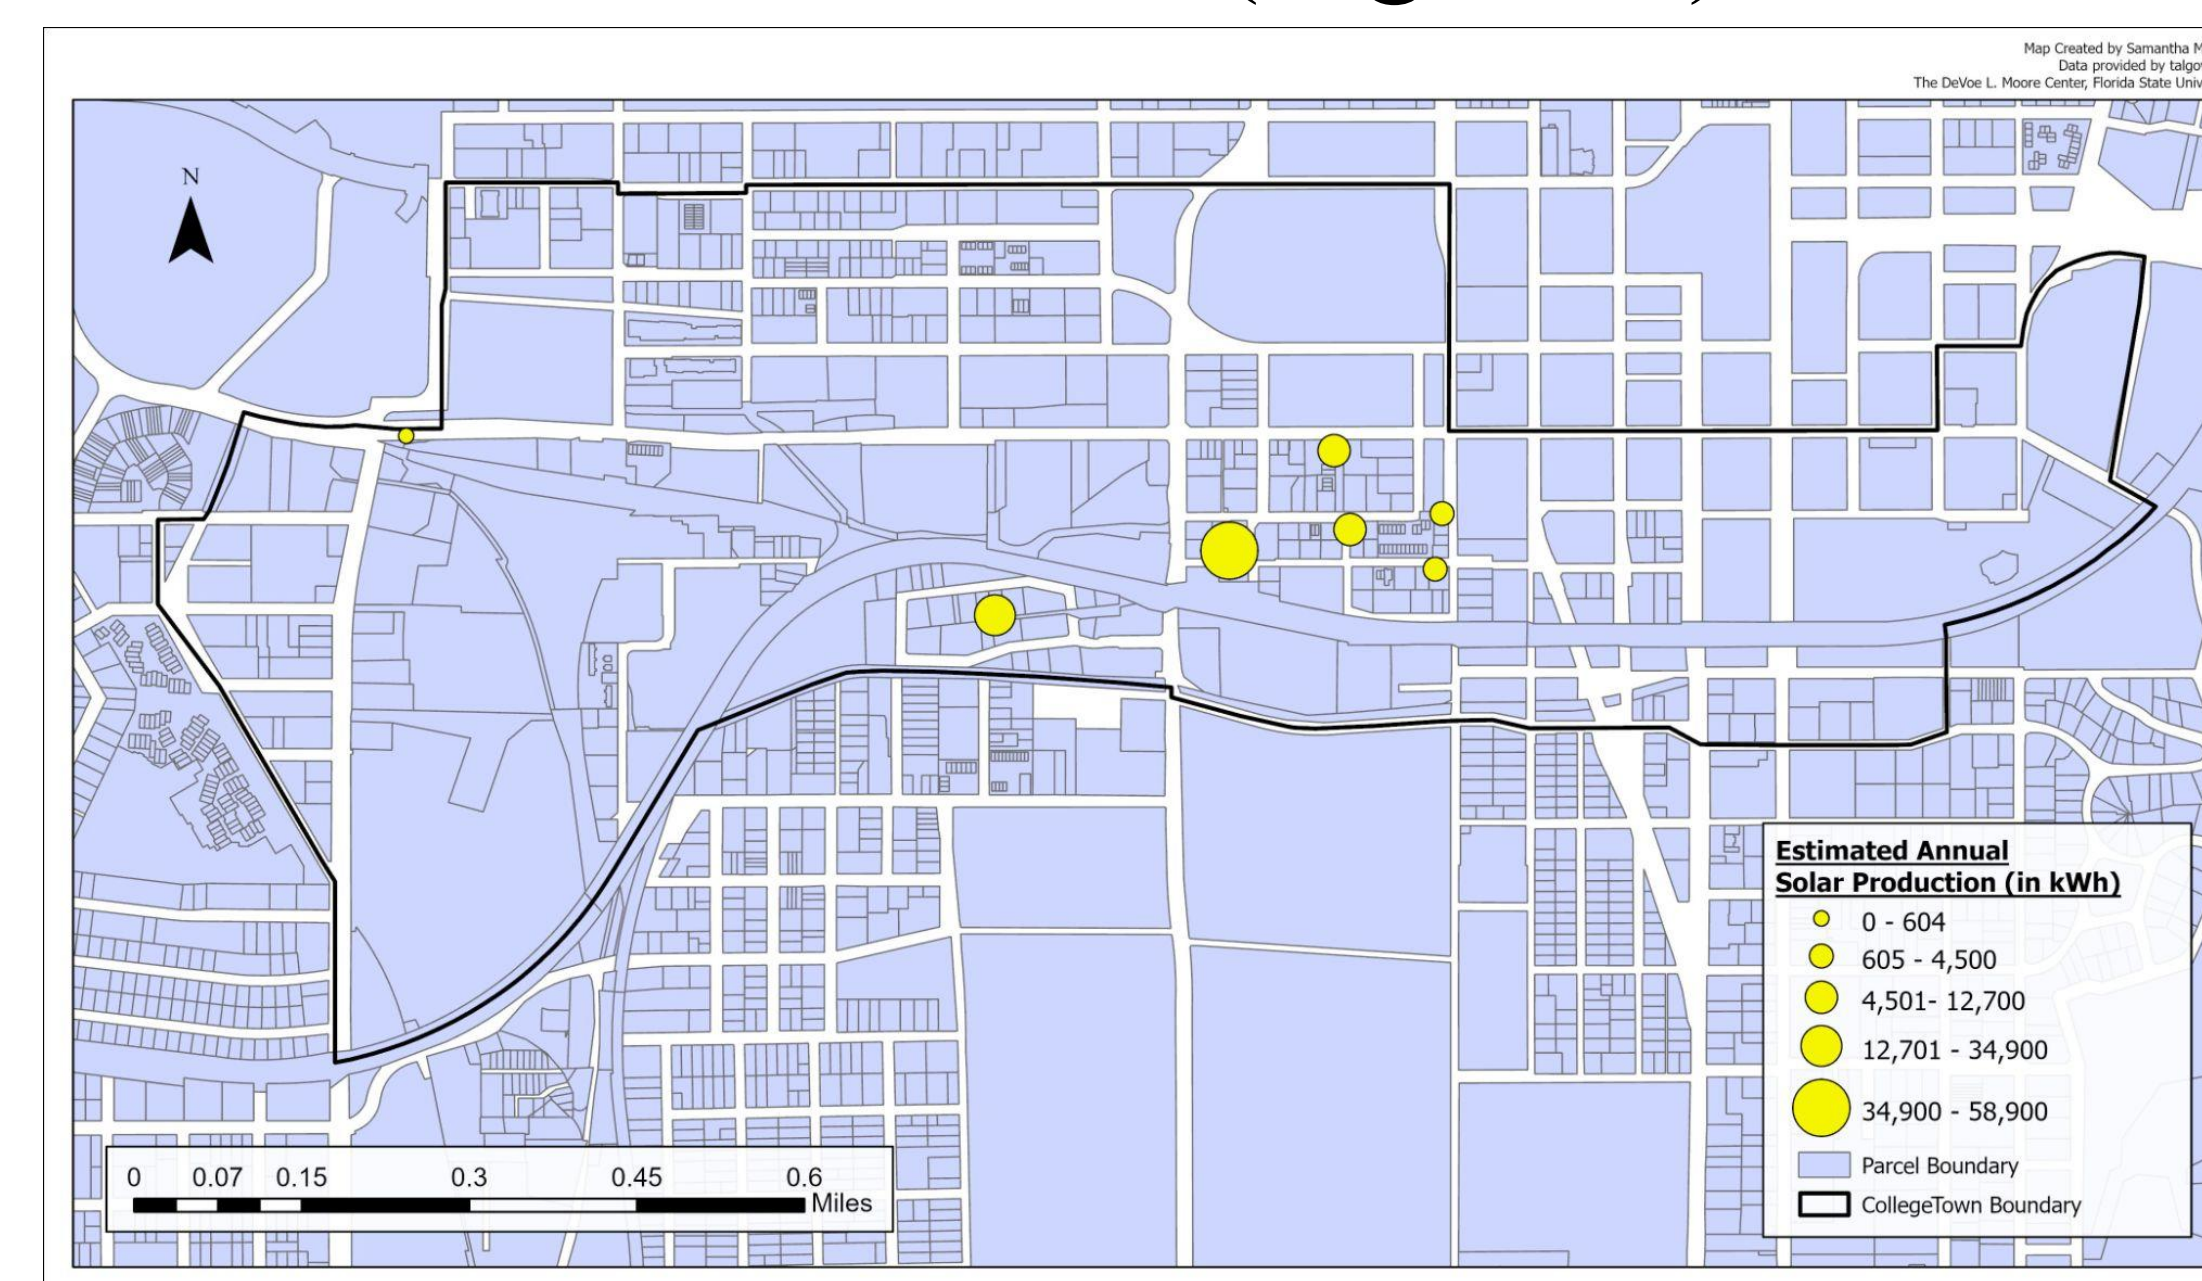 Map Created by Samantha M
Data provided by talgov
The DeVoe L. Moore Center, Florida State Univ
N
Estimated Annual
Solar Production (in kWh)
0 - 604
605 - 4,500
4,501- 12,700
12,701 - 34,900
34,900 - 58,900
Parcel Boundary
CollegeTown Boundary
0 0.07 0.15 0.3 0.45 0.6
Miles